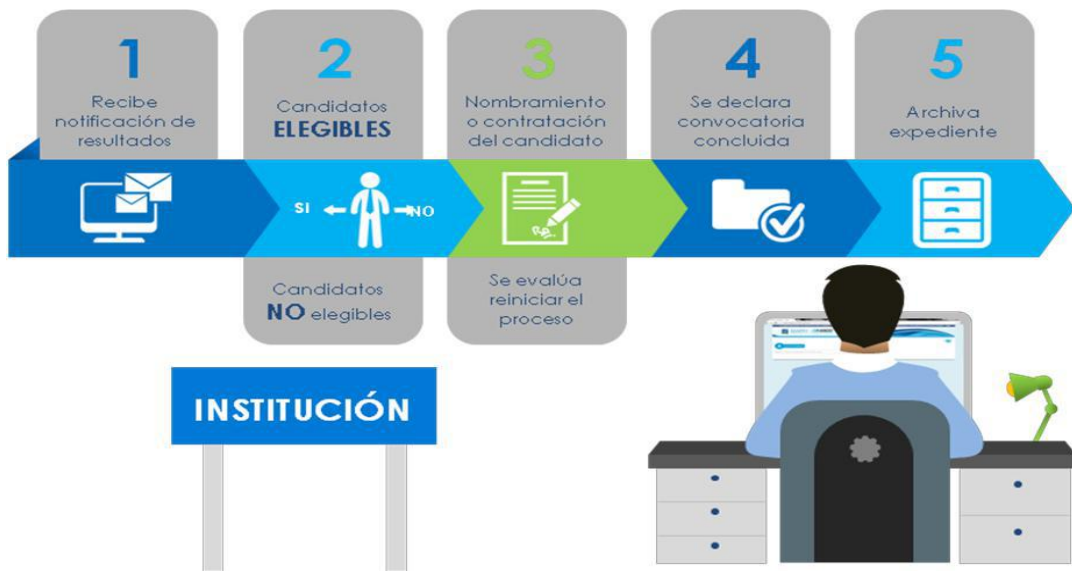 1
Recibe
notificación de
resultados
2
Candidatos
ELEGIBLES
3
Nombramiento
o contratación
del candidato
4
Se declara
convocatoria
concluida
5
Archiva
expediente
SI
NO
Candidatos
NO elegibles
Se evalúa
reiniciar el
proceso
INSTITUCIÓN